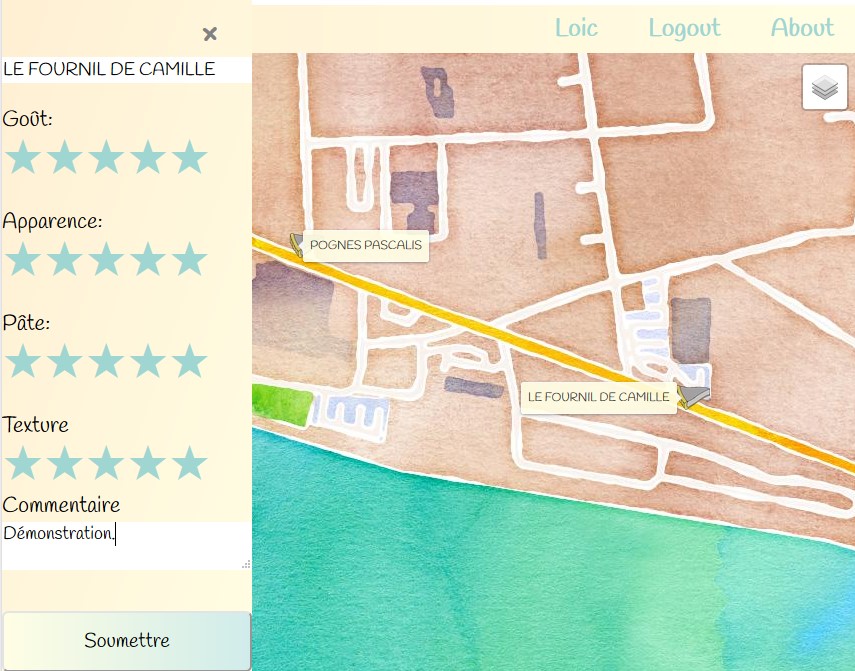 Loic Logout About
LE FOURNIL DE CAMILLE
Goût:
Apparence:
Pâte:
Texture
Commentaire
Démonstration.
Soumettre
POGNES PASCALIS
LE FOURNIL DE CAMILLE